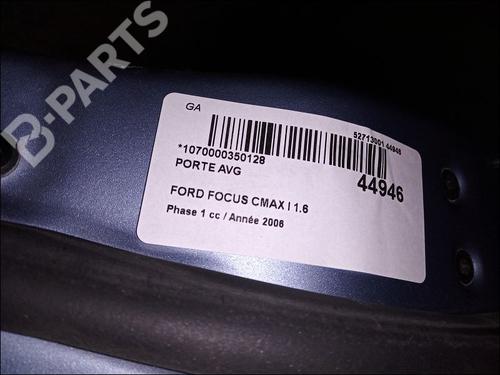 B-PARTS
GA
52713001 44946
*1070000350128
PORTE AVG
44946
FORD FOCUS CMAX I 1.6
Phase 1 cc / Année 2006